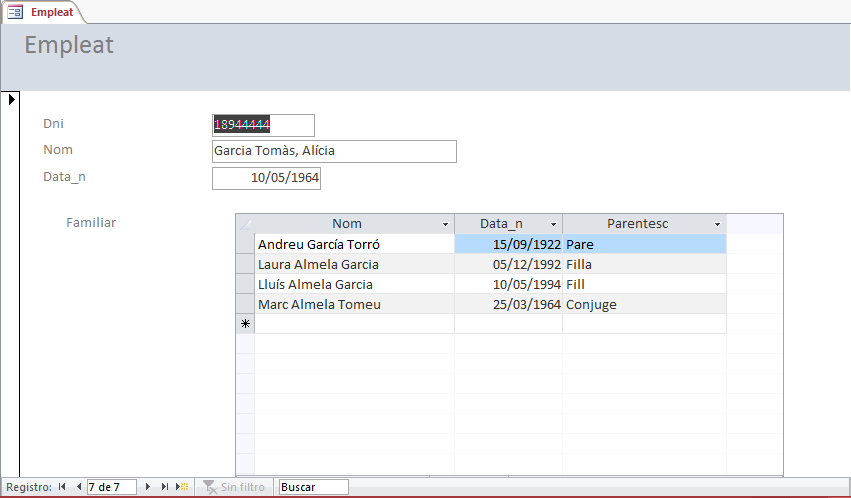 Empleat
Empleat
Dni 18944444
Nom Garcia Tomàs, Alícia
Data_n 10/05/1964
Familiar
Nom Data_n Parentesc
Andreu García Torró 15/09/1922 Pare
Laura Almela Garcia 05/12/1992 Filla
Lluís Almela Garcia 10/05/1994 Fill
Marc Almela Tomeu 25/03/1964 Conjuge
Registro: 7 de 7 Sin filtro Buscar